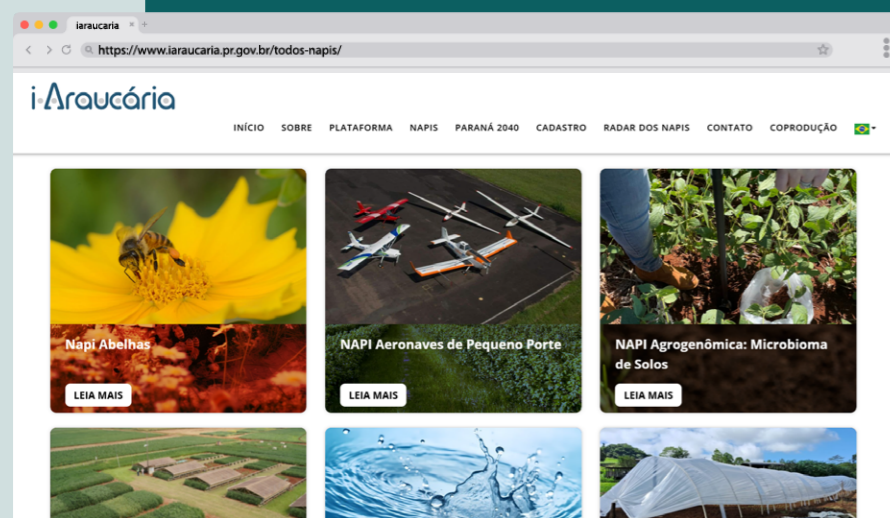 iaraucaria
https://www.iaraucaria.pr.gov.br/todos-napis/
i-Araucária
INÍCIO SOBRE PLATAFORMA NAPIS PARANÁ 2040 CADASTRO RADAR DOS NAPIS CONTATO COPRODUÇÃO
Napi Abelhas
LEIA MAIS
NAPI Aeronaves de Pequeno Porte
LEIA MAIS
NAPI Agrogenômica: Microbioma
de Solos
LEIA MAIS